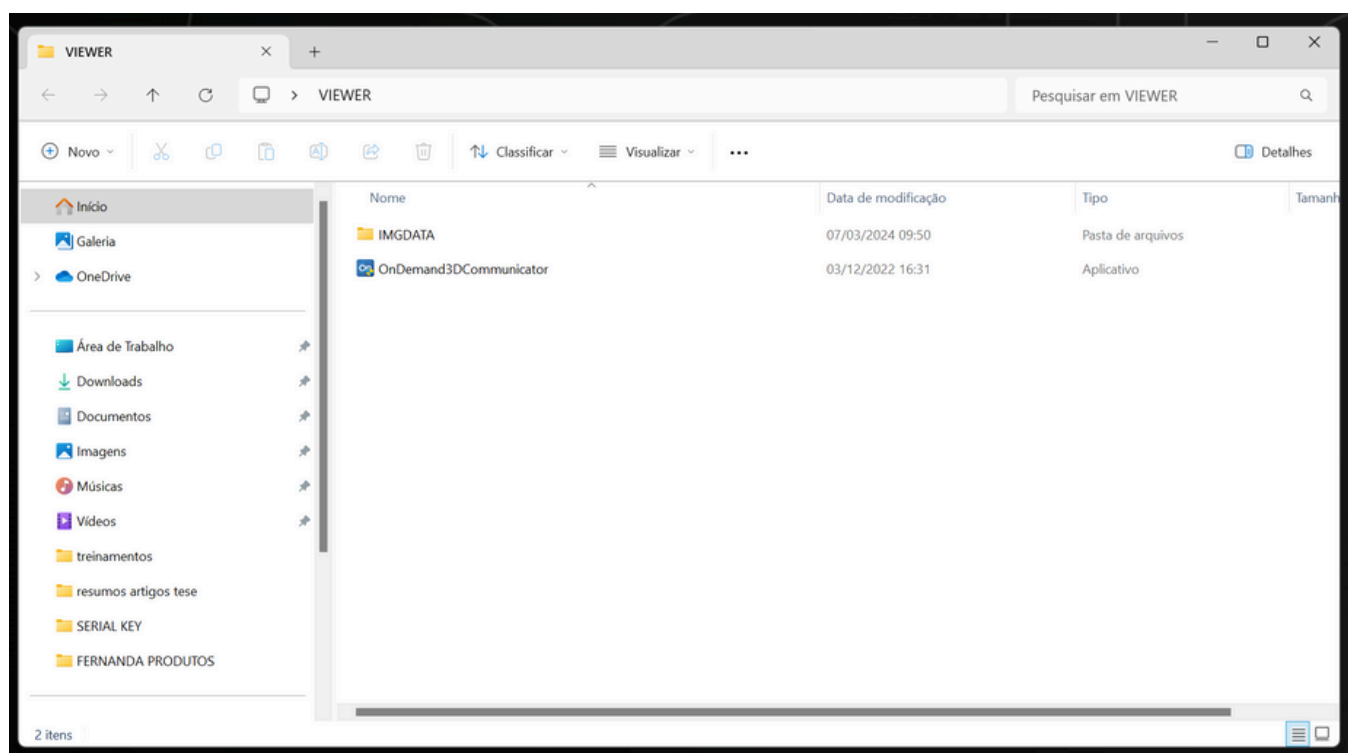 VIEWER
VIEWER
Pesquisar em VIEWER
Novo
Classificar
Visualizar
Detalhes
Início
Galeria
OneDrive
Área de Trabalho
Downloads
Documentos
Imagens
Músicas
Vídeos
treinamentos
resumos artigos tese
SERIAL KEY
FERNANDA PRODUTOS
Nome Data de modificação Tipo Tamanh
IMGDATA 07/03/2024 09:50 Pasta de arquivos
OnDemand3DCommunicator 03/12/2022 16:31 Aplicativo
2 itens